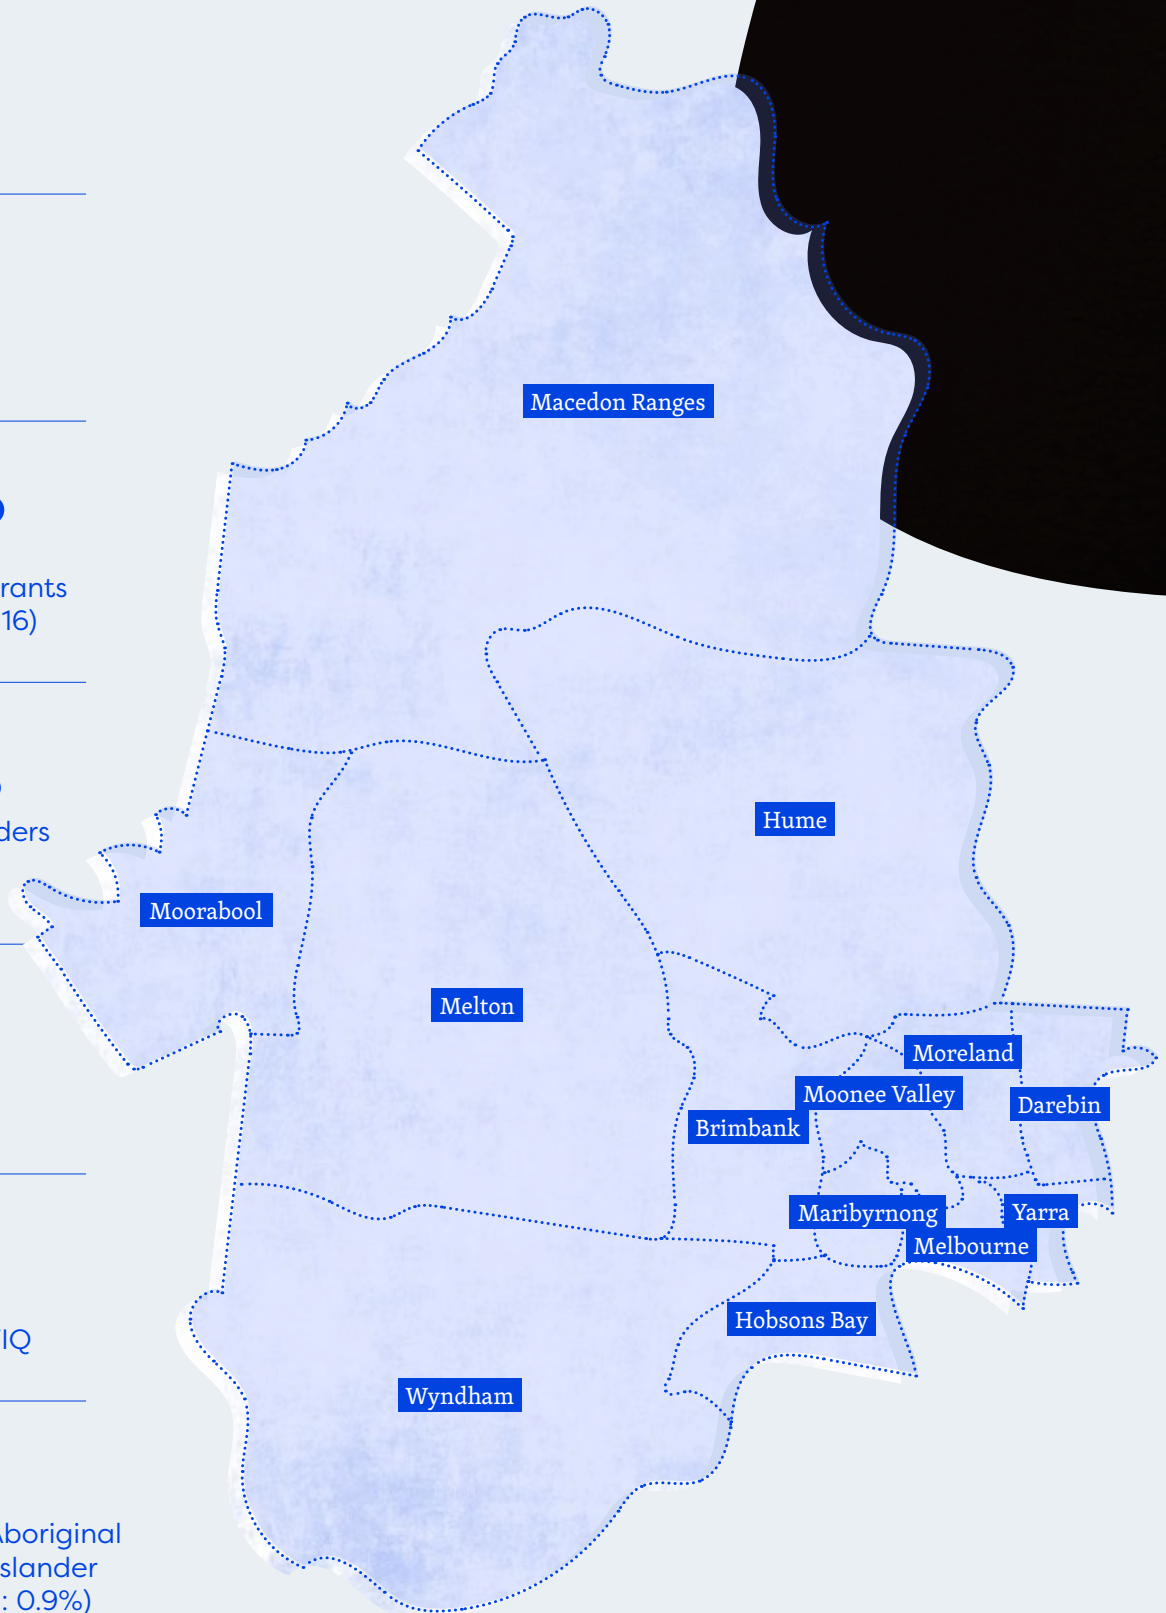 rants
16)
ders
IQ
boriginal
slander
: 0.9%)
Macedon Ranges
Hume
Moorabool
Melton
Moreland
Moonee Valley
Darebin
Brimbank
Maribyrnong
Yarra
Melbourne
Hobsons Bay
Wyndham